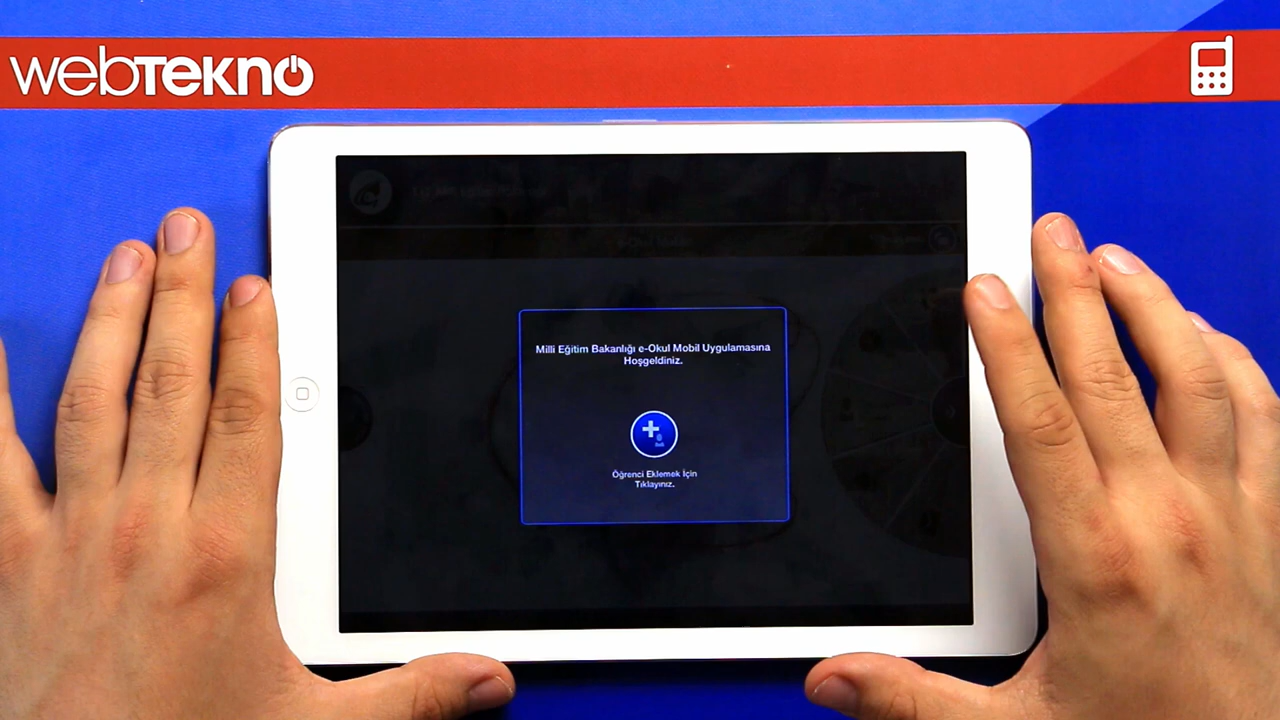 webTEKNO
Milli Eğitim Bakanlığı e-Okul Mobil Uygulamasına
Hoşgeldiniz.
Öğrenci Eklemek İçin
Tıklayınız.